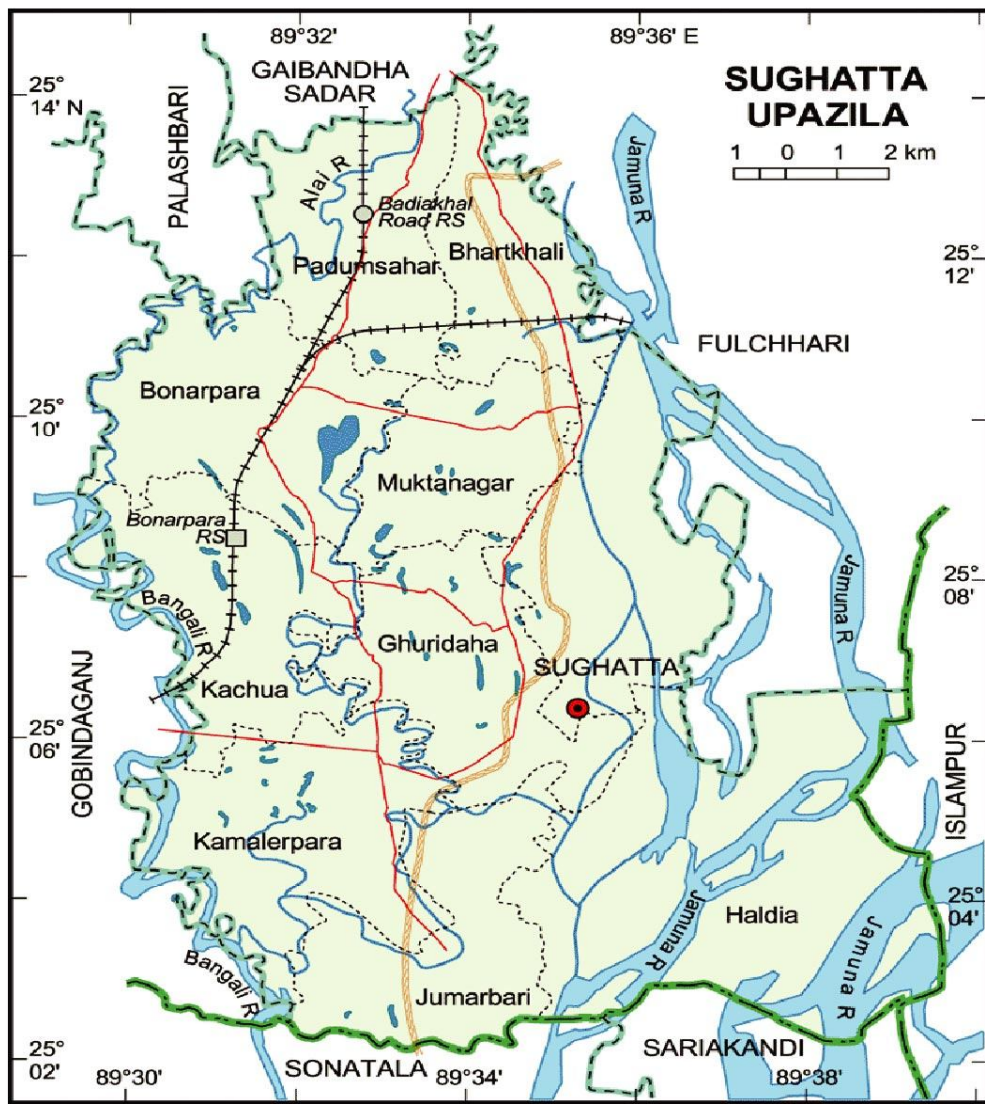 89°32'
89°36' E
25°
14' N
GAIBANDHA
SADAR
SUGHATTA
UPAZILA
1 0 1 2 km
PALASHBARI
Alai R
Jamuna R
Badiakhal
Road RS
Bhartkhali
Padumsahar
25°
12'
FULCHHARI
Bonarpara
25°
10'
Muktanagar
Bonarpara
RS
Jamuna R
25°
08'
Bangali R
Ghuridaha
SUGHATTA
Kachua
25°
06'
GOBINDAGANJ
ISLAMPUR
Kamalerpara
25°
04'
Haldia
Jamuna R
Jamuna R
Bangali R
Jumarbari
25°
02'
SONATALA
SARIAKANDI
89°30'
89°34'
89°38'